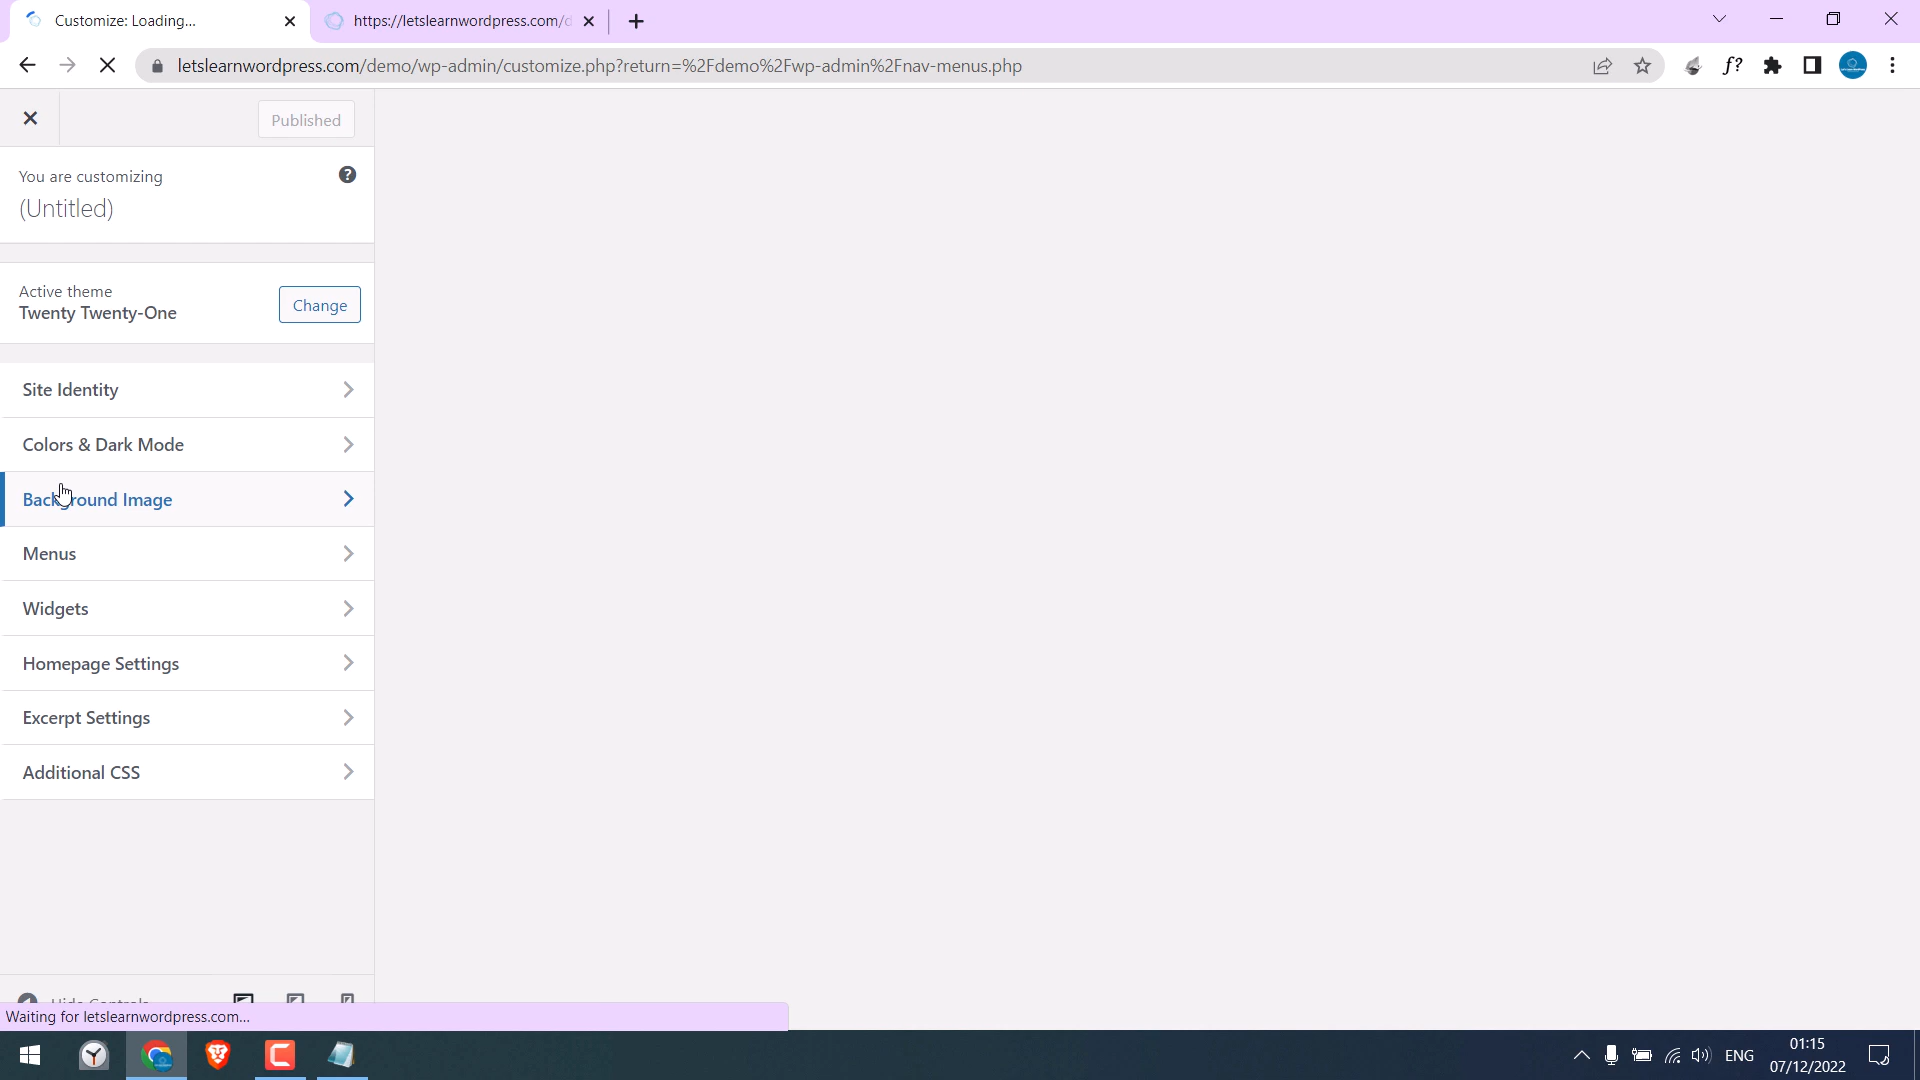 Customize: Loading...
https://letslearnwordpress.com/d
letslearnwordpress.com/demo/wp-admin/customize.php?return=%2Fdemo%2Fwp-admin%2Fnav-menus.php
f?
Published
You are customizing
(Untitled)
Active theme
Twenty Twenty-One
Change
Site Identity
Colors & Dark Mode
Background Image
Menus
Widgets
Homepage Settings
Excerpt Settings
Additional CSS
Hide Controls
Waiting for letslearnwordpress.com...
ENG
01:15
07/12/2022